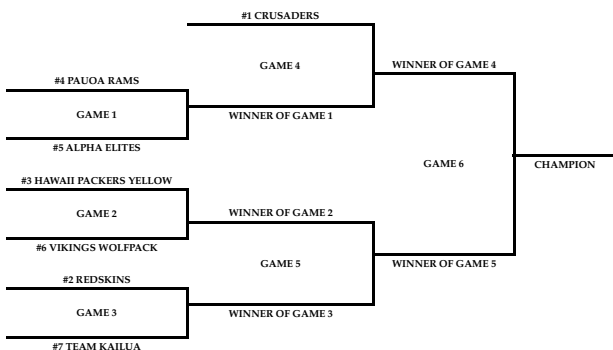 #1 CRUSADERS
GAME 4
WINNER OF GAME 4
#4 PAUOA RAMS
GAME 1
WINNER OF GAME 1
#5 ALPHA ELITES
GAME 6
CHAMPION
#3 HAWAII PACKERS YELLOW
GAME 2
WINNER OF GAME 2
#6 VIKINGS WOLFPACK
GAME 5
WINNER OF GAME 5
#2 REDSKINS
GAME 3
WINNER OF GAME 3
#7 TEAM KAILUA